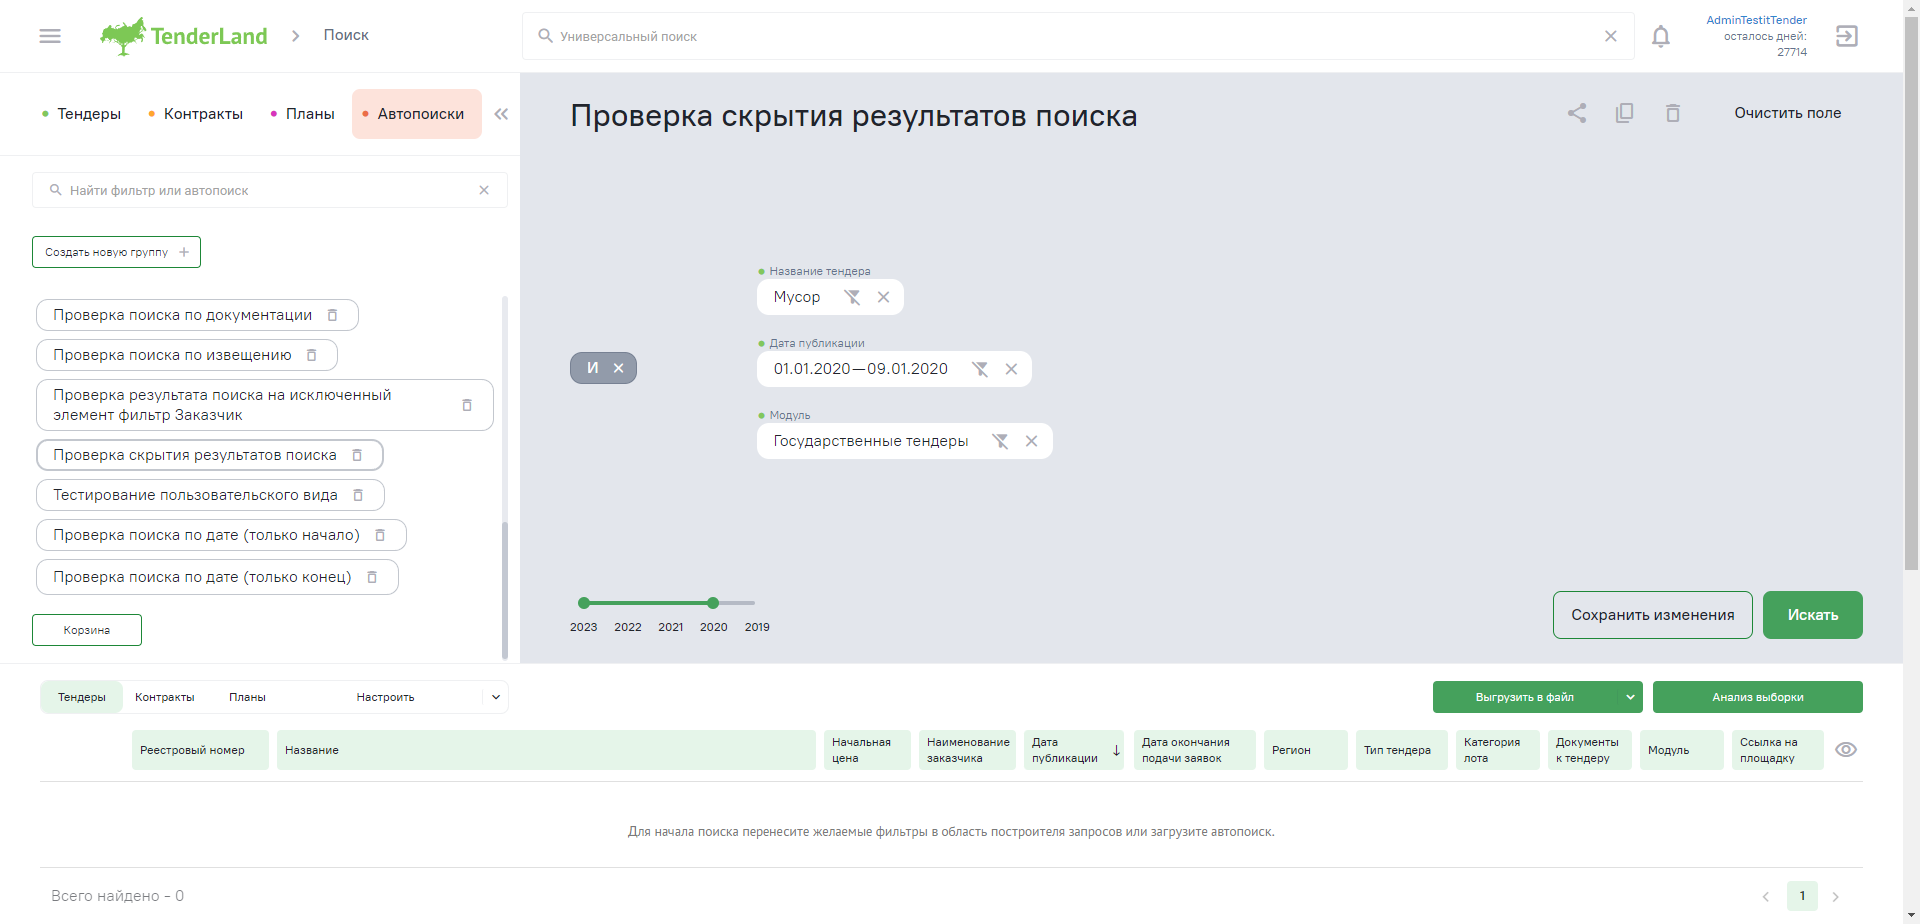 TenderLand
Поиск
Универсальный поиск
AdminTestitTender
осталось дней:
27714
Тендеры
Контракты
Планы
Автопоиски
Найти фильтр или автопоиск
Создать новую группу
Проверка поиска по документации
Проверка поиска по извещению
Проверка результата поиска на исключенный
элемент фильтр Заказчик
Проверка скрытия результатов поиска
Тестирование пользовательского вида
Проверка поиска по дате (только начало)
Проверка поиска по дате (только конец)
Корзина
Проверка скрытия результатов поиска
Очистить поле
Название тендера
Мусор
Дата публикации
И
01.01.2020—09.01.2020
Модуль
Государственные тендеры
2023 2022 2021 2020 2019
Сохранить изменения
Искать
Тендеры
Контракты
Планы
Настроить
Выгрузить в файл
Анализ выборки
Реестровый номер
Название
Начальная
цена
Наименование
заказчика
Дата
публикации
Дата окончания
подачи заявок
Регион
Тип тендера
Категория
лота
Документы
к тендеру
Модуль
Ссылка на
площадку
Для начала поиска перенесите желаемые фильтры в область построителя запросов или загрузите автопоиск.
Всего найдено - 0
1